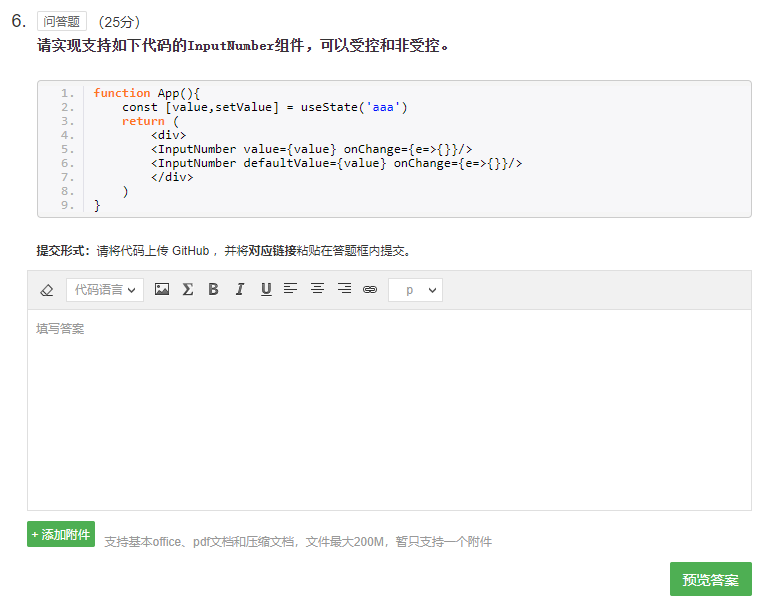 6. 问答题 （25分）
请实现支持如下代码的InputNumber组件，可以受控和非受控。
1. function App(){
2. const [value,setValue] = useState('aaa')
3. return (
4. <div>
5. <InputNumber value={value} onChange={e=>{}}/>
6. <InputNumber defaultValue={value} onChange={e=>{}}/>
7. </div>
8. )
9. }
提交形式：请将代码上传 GitHub ，并将对应链接粘贴在答题框内提交。
代码语言 Σ B I U p
填写答案
+ 添加附件 支持基本office、pdf文档和压缩文档，文件最大200M，暂只支持一个附件
预览答案